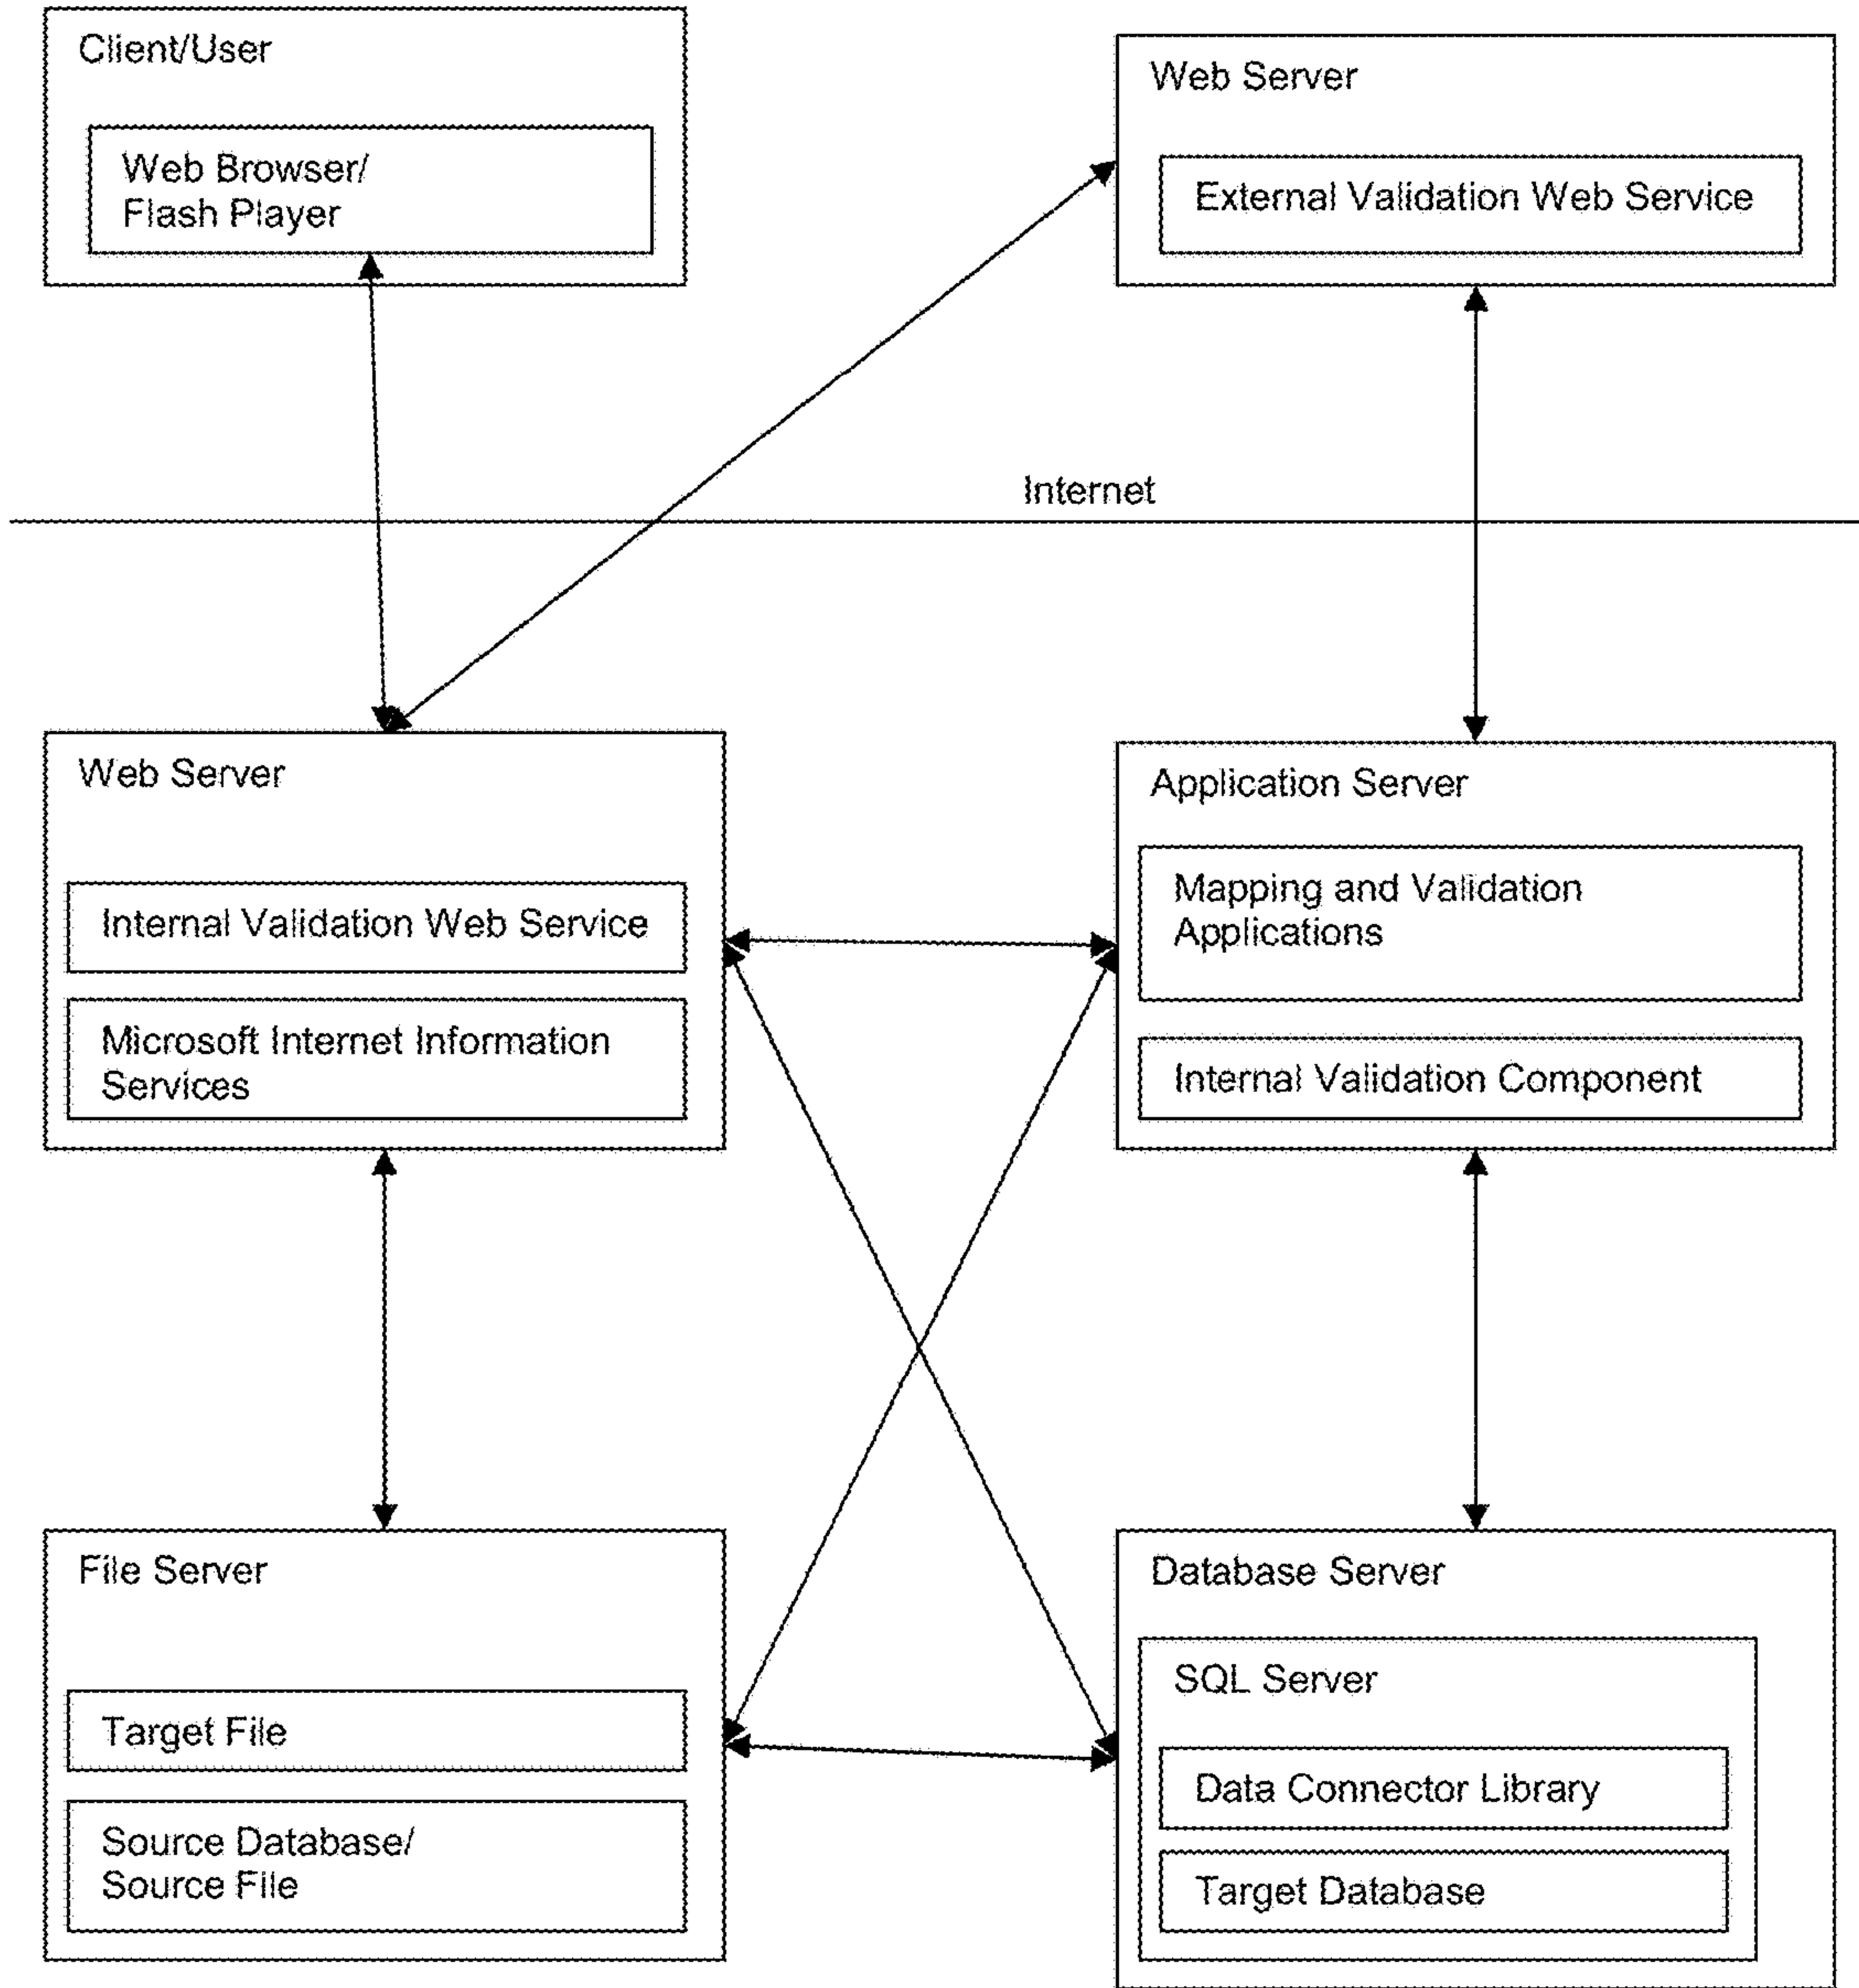 Client/User
Web Browser/
Flash Player
Web Server
External Validation Web Service
Internet
Web Server
Internal Validation Web Service
Microsoft Internet Information
Services
Application Server
Mapping and Validation
Applications
Internal Validation Component
File Server
Target File
Source Database/
Source File
Database Server
SQL Server
Data Connector Library
Target Database